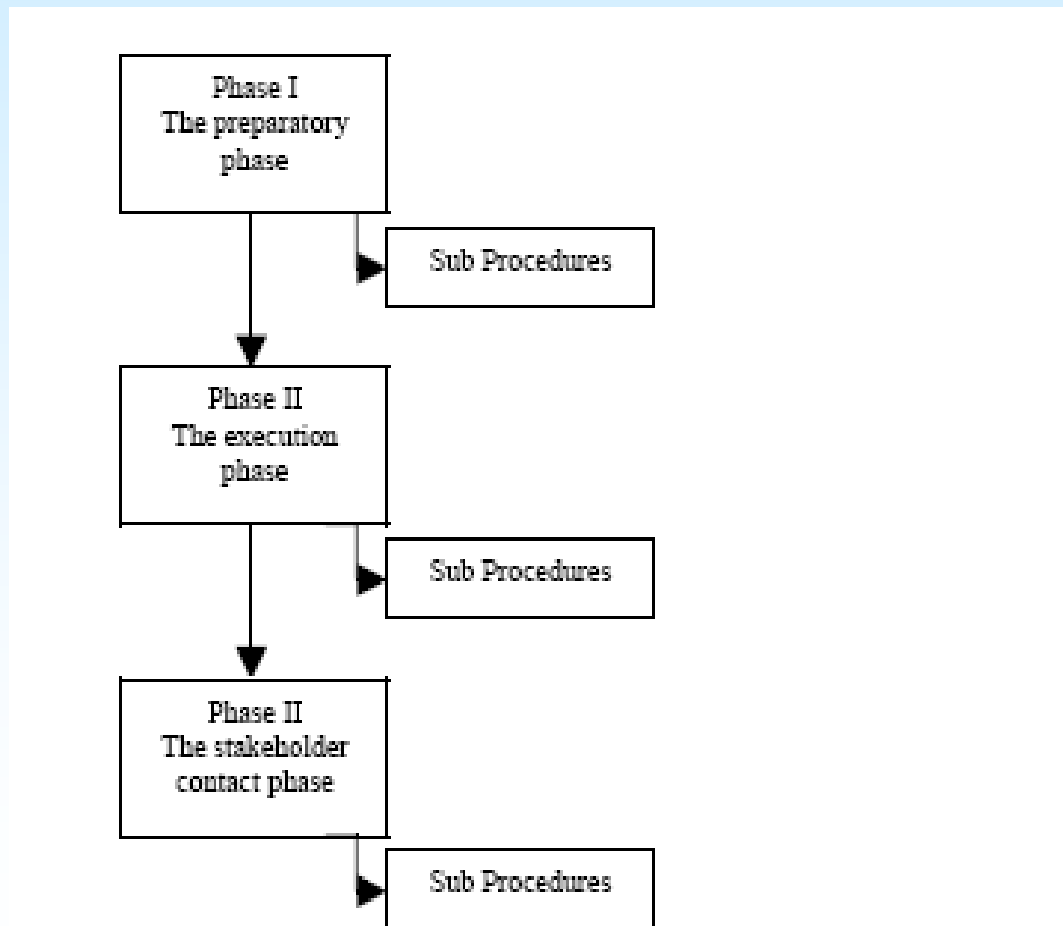 Phase I
The preparatory
phase
Sub Procedures
Phase II
The execution
phase
Sub Procedures
Phase II
The stakeholder
contact phase
Sub Procedures